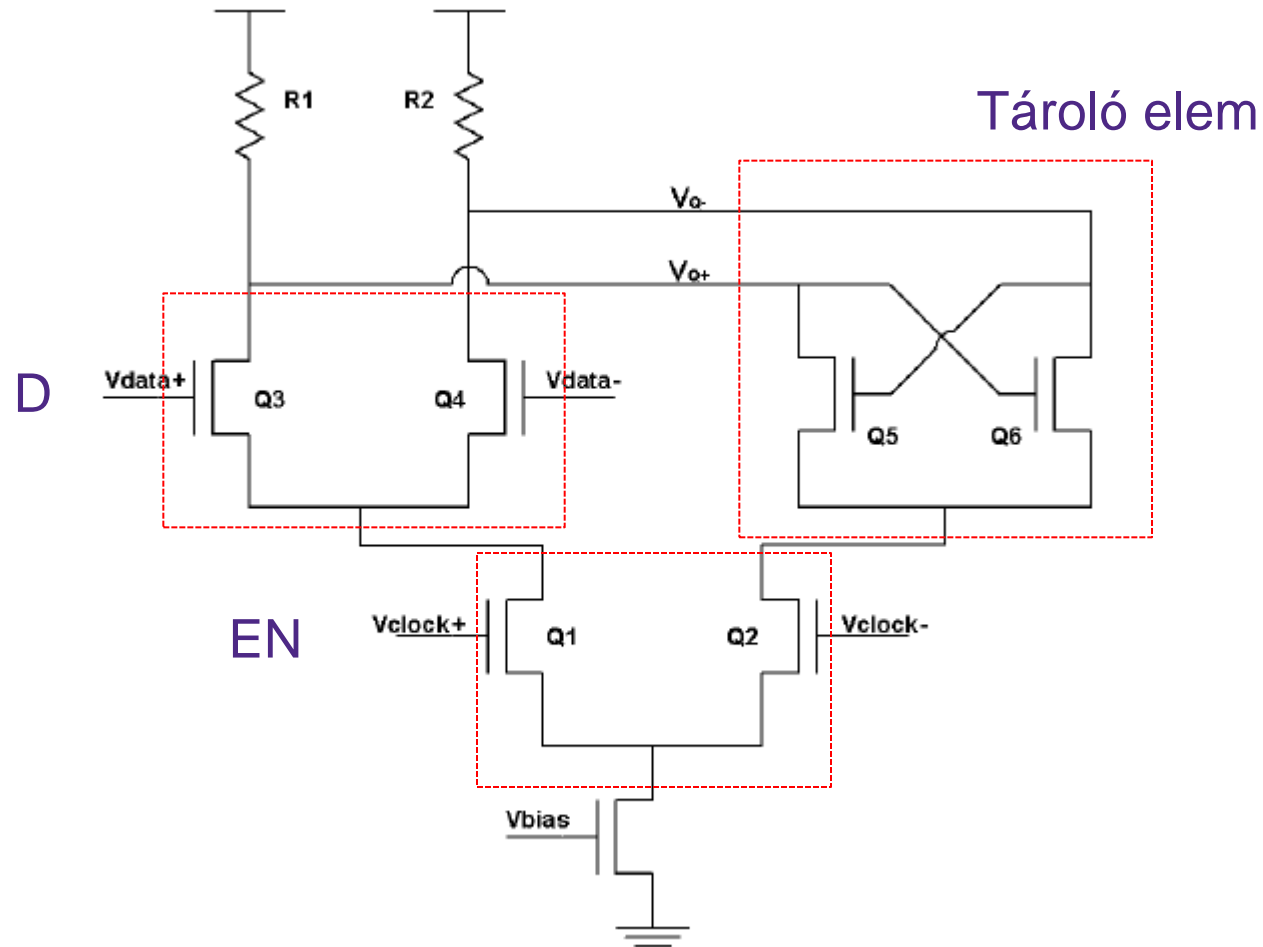 R1
R2
Tároló elem
VQ-
VQ+
D
Vdata+
Q3
Q4
Vdata-
Q5
Q6
EN
Vclock+
Q1
Q2
Vclock-
Vbias